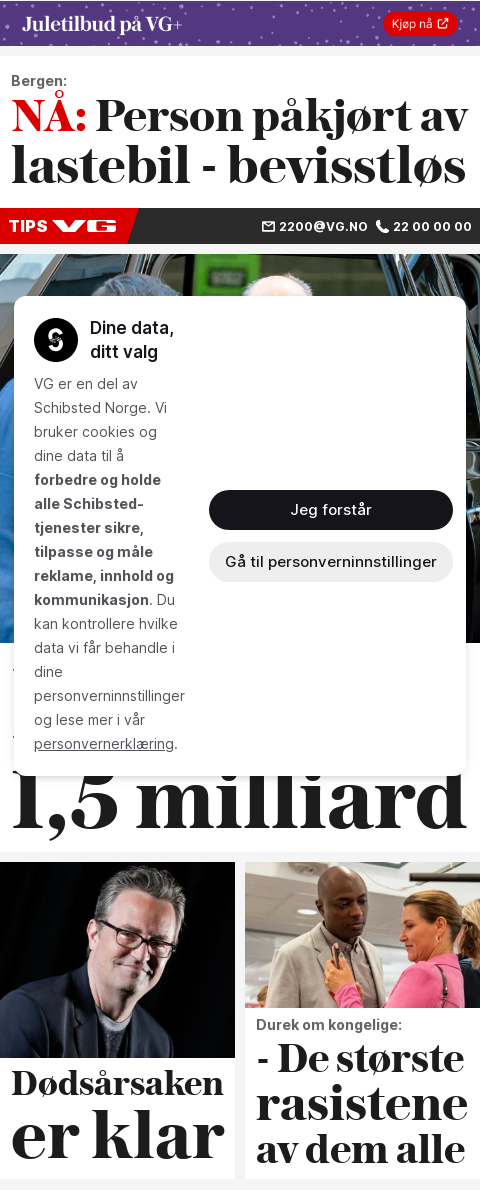 Juletilbud på VG+
Kjøp nå
Bergen:
NÅ: Person påkjørt av
lastebil - bevisstløs
TIPS VG
2200@VG.NO
22 00 00 00
Dine data,
ditt valg
VG er en del av
Schibsted Norge. Vi
bruker cookies og
dine data til å
forbedre og holde
alle Schibsted-
tjenester sikre,
tilpasse og måle
reklame, innhold og
kommunikasjon. Du
kan kontrollere hvilke
data vi får behandle i
dine
personverninnstillinger
og lese mer i vår
personvernerklæring.
Jeg forstår
Gå til personverninnstillinger
1,5 milliard
Dødsårsaken
er klar
Durek om kongelige:
- De største
rasistene
av dem alle